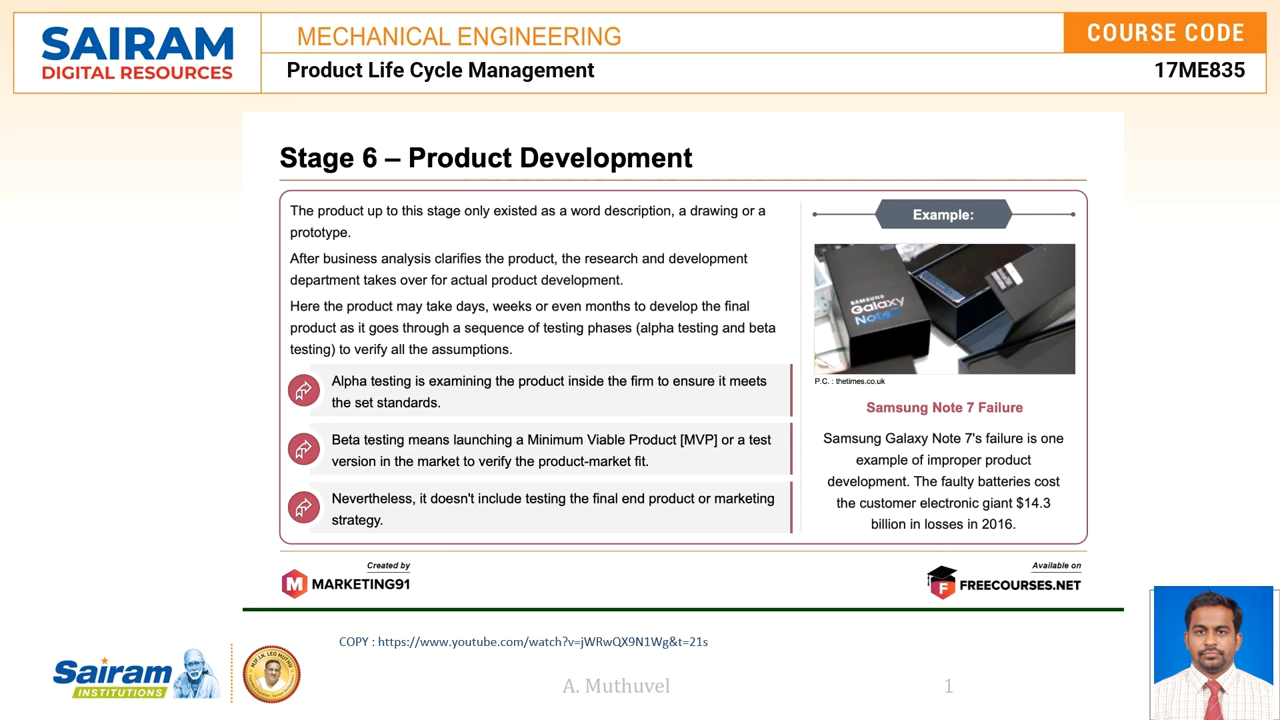 SAIRAM
DIGITAL RESOURCES
MECHANICAL ENGINEERING
COURSE CODE
Product Life Cycle Management
17ME835
Stage 6 – Product Development
The product up to this stage only existed as a word description, a drawing or a
prototype.
After business analysis clarifies the product, the research and development
department takes over for actual product development.
Here the product may take days, weeks or even months to develop the final
product as it goes through a sequence of testing phases (alpha testing and beta
testing) to verify all the assumptions.
Alpha testing is examining the product inside the firm to ensure it meets
the set standards.
Beta testing means launching a Minimum Viable Product [MVP] or a test
version in the market to verify the product-market fit.
Nevertheless, it doesn't include testing the final end product or marketing
strategy.
Example:
SAMSUNG
Galaxy
Note7
P.C. : thetimes.co.uk
Samsung Note 7 Failure
Samsung Galaxy Note 7's failure is one
example of improper product
development. The faulty batteries cost
the customer electronic giant $14.3
billion in losses in 2016.
Created by
M MARKETING91
Available on
F FREECOURSES.NET
COPY : https://www.youtube.com/watch?v=jWRwQX9N1Wg&t=21s
Sairam
INSTITUTIONS
A. Muthuvel
1